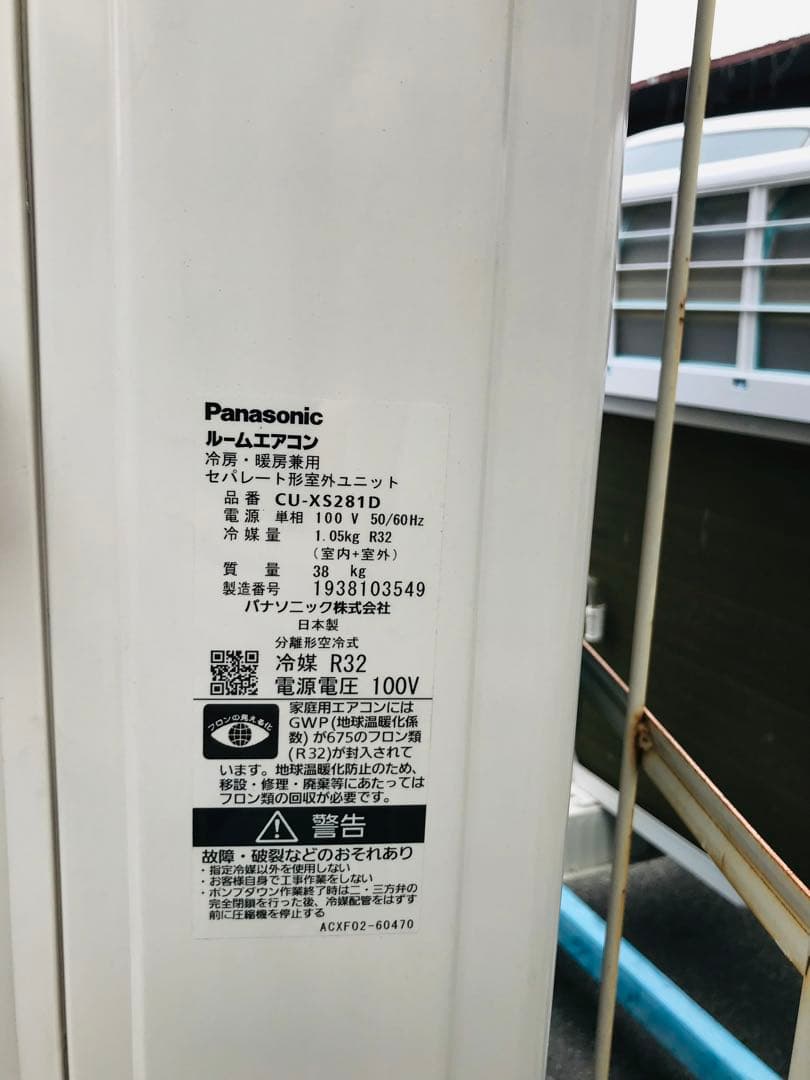 Panasonic
ルームエアコン
冷房・暖房兼用
セパレート形室外ユニット
品番 CU-XS281D
電源 単相 100 V 50/60Hz
冷媒量 1.05kg R32
(室内+室外)
質量 38 kg
製造番号 1938103549
パナソニック株式会社
日本製
分離形空冷式
冷媒 R32
電源電圧 100V
フロンの見える化
家庭用エアコンには
GWP(地球温暖化係
数)が675のフロン類
(R32)が封入されて
います。地球温暖化防止のため、
移設・修理・廃棄等にあたっては
フロン類の回収が必要です。
警告
故障・破裂などのおそれあり
・指定冷媒以外を使用しない
・お客様自身で工事作業をしない
・ポンプダウン作業終了時は二・三方弁の
完全閉鎖を行った後、冷媒配管をはずす
前に圧縮機を停止する
ACXF02-60470